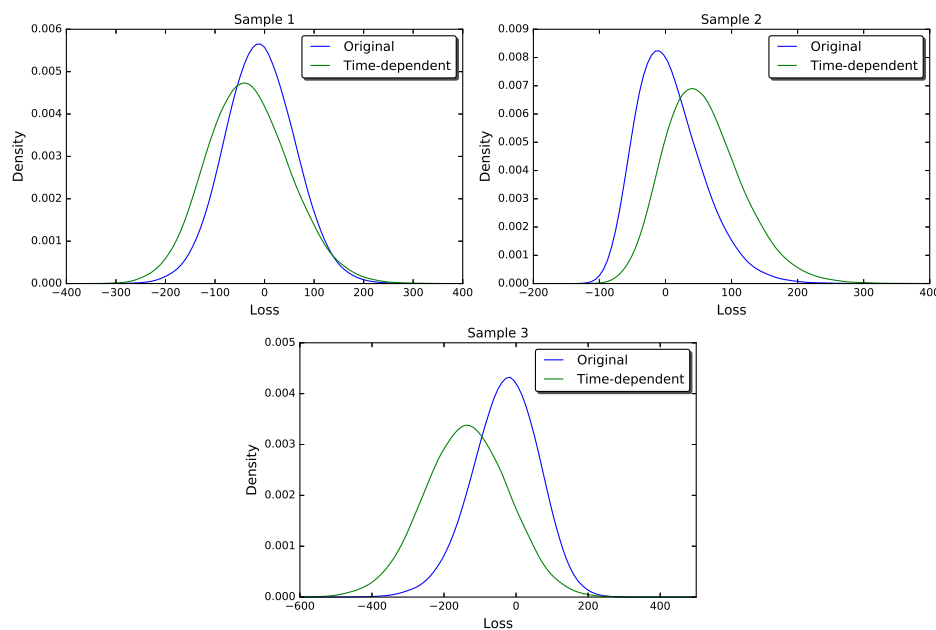 Sample 1
0.006
0.005
0.004
0.003
0.002
0.001
0.000
Density
Original
Time-dependent
−400 −300 −200 −100 0 100 200 300 400
Loss
Sample 2
0.009
0.008
0.007
0.006
0.005
0.004
0.003
0.002
0.001
0.000
Density
Original
Time-dependent
−200 −100 0 100 200 300 400
Loss
Sample 3
0.005
0.004
0.003
0.002
0.001
0.000
Density
Original
Time-dependent
−600 −400 −200 0 200 400
Loss